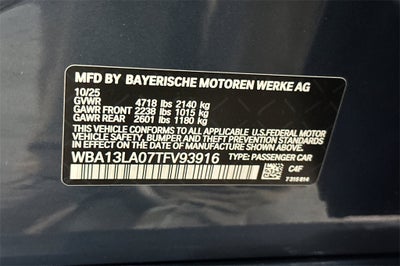 MFD BY BAYERISCHE MOTOREN WERKE AG
10/25
GVWR 4718 lbs 2140 kg
GAWR FRONT 2238 lbs 1015 kg
GAWR REAR 2601 lbs 1180 kg
THIS VEHICLE CONFORMS TO ALL APPLICABLE U.S. FEDERAL MOTOR
VEHICLE SAFETY, BUMPER, AND THEFT PREVENTION STANDARDS
IN EFFECT ON THE DATE OF MANUFACTURE SHOWN ABOVE.
WBA13LA07TFV93916 TYPE: PASSENGER CAR
C4F
7315614